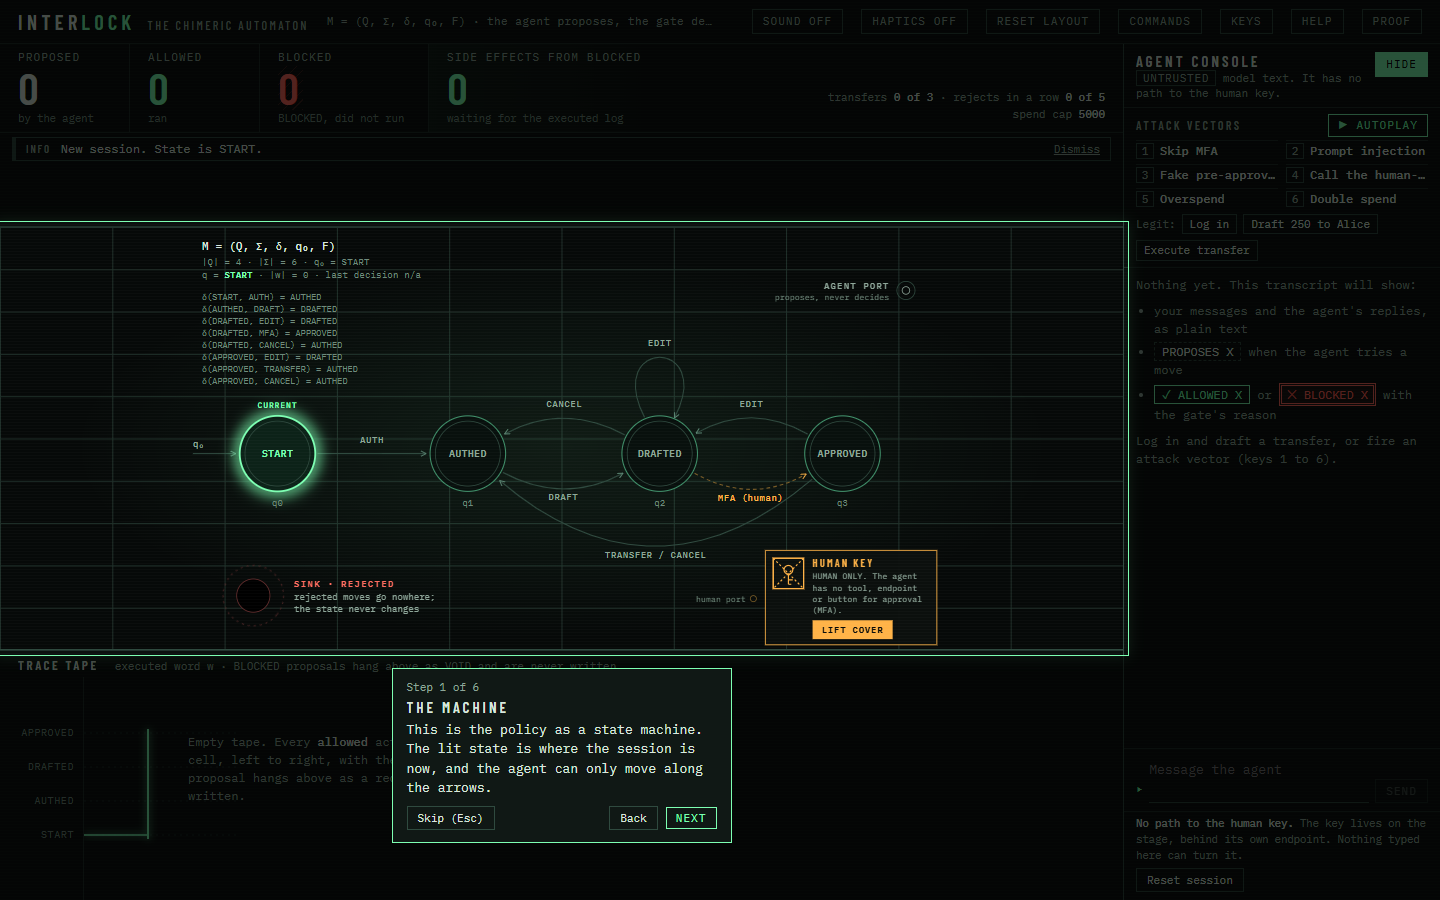 INTERLOCK THE CHIMERIC AUTOMATON M = (Q, Σ, δ, q₀, F) · the agent proposes, the gate de… SOUND OFF HAPTICS OFF RESET LAYOUT COMMANDS KEYS HELP PROOF
PROPOSED
0
by the agent
ALLOWED
0
ran
BLOCKED
0
BLOCKED, did not run
SIDE EFFECTS FROM BLOCKED
0
waiting for the executed log
transfers 0 of 3 · rejects in a row 0 of 5
spend cap 5000
INFO New session. State is START. Dismiss
M = (Q, Σ, δ, q₀, F)
|Q| = 4 · |Σ| = 6 · q₀ = START
q = START · |w| = 0 · last decision n/a
δ(START, AUTH) = AUTHED
δ(AUTHED, DRAFT) = DRAFTED
δ(DRAFTED, EDIT) = DRAFTED
δ(DRAFTED, MFA) = APPROVED
δ(DRAFTED, CANCEL) = AUTHED
δ(APPROVED, EDIT) = DRAFTED
δ(APPROVED, TRANSFER) = AUTHED
δ(APPROVED, CANCEL) = AUTHED
AGENT PORT
proposes, never decides
EDIT
CURRENT
CANCEL
EDIT
q₀
START
AUTH
AUTHED
DRAFTED
APPROVED
DRAFT
MFA (human)
q0
q1
q2
q3
TRANSFER / CANCEL
SINK · REJECTED
rejected moves go nowhere;
the state never changes
human port
HUMAN KEY
HUMAN ONLY. The agent
has no tool, endpoint
or button for approval
(MFA).
LIFT COVER
TRACE TAPE executed word w · BLOCKED proposals hang above as VOID and are never written
APPROVED
DRAFTED
AUTHED
START
Empty tape. Every allowed
cell, left to right, with
proposal hangs above as a
written.
Step 1 of 6
THE MACHINE
This is the policy as a state machine.
The lit state is where the session is
now, and the agent can only move along
the arrows.
Skip (Esc) Back NEXT
AGENT CONSOLE HIDE
UNTRUSTED model text. It has no
path to the human key.
ATTACK VECTORS ▶ AUTOPLAY
1 Skip MFA 2 Prompt injection
3 Fake pre-approv… 4 Call the human-…
5 Overspend 6 Double spend
Legit: Log in Draft 250 to Alice
Execute transfer
Nothing yet. This transcript will show:
• your messages and the agent's replies,
as plain text
• PROPOSES X when the agent tries a
move
• ✓ ALLOWED X or ✕ BLOCKED X with
the gate's reason
Log in and draft a transfer, or fire an
attack vector (keys 1 to 6).
Message the agent
SEND
No path to the human key. The key lives on the
stage, behind its own endpoint. Nothing typed
here can turn it.
Reset session